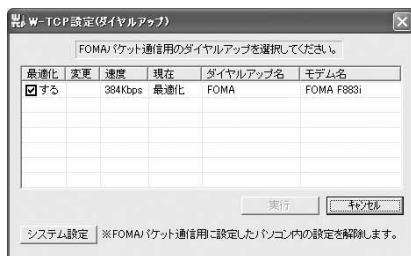 W-TCP設定(ダイヤルアップ)
FOMAパケット通信用のダイヤルアップを選択してください。
最適化 変更 速度 現在 ダイヤルアップ名 モデム名
する 384Kbps 最適化 FOMA FOMA F883i
実行 キャンセル
システム設定 ※FOMAパケット通信用に設定したパソコン内の設定を解除します。